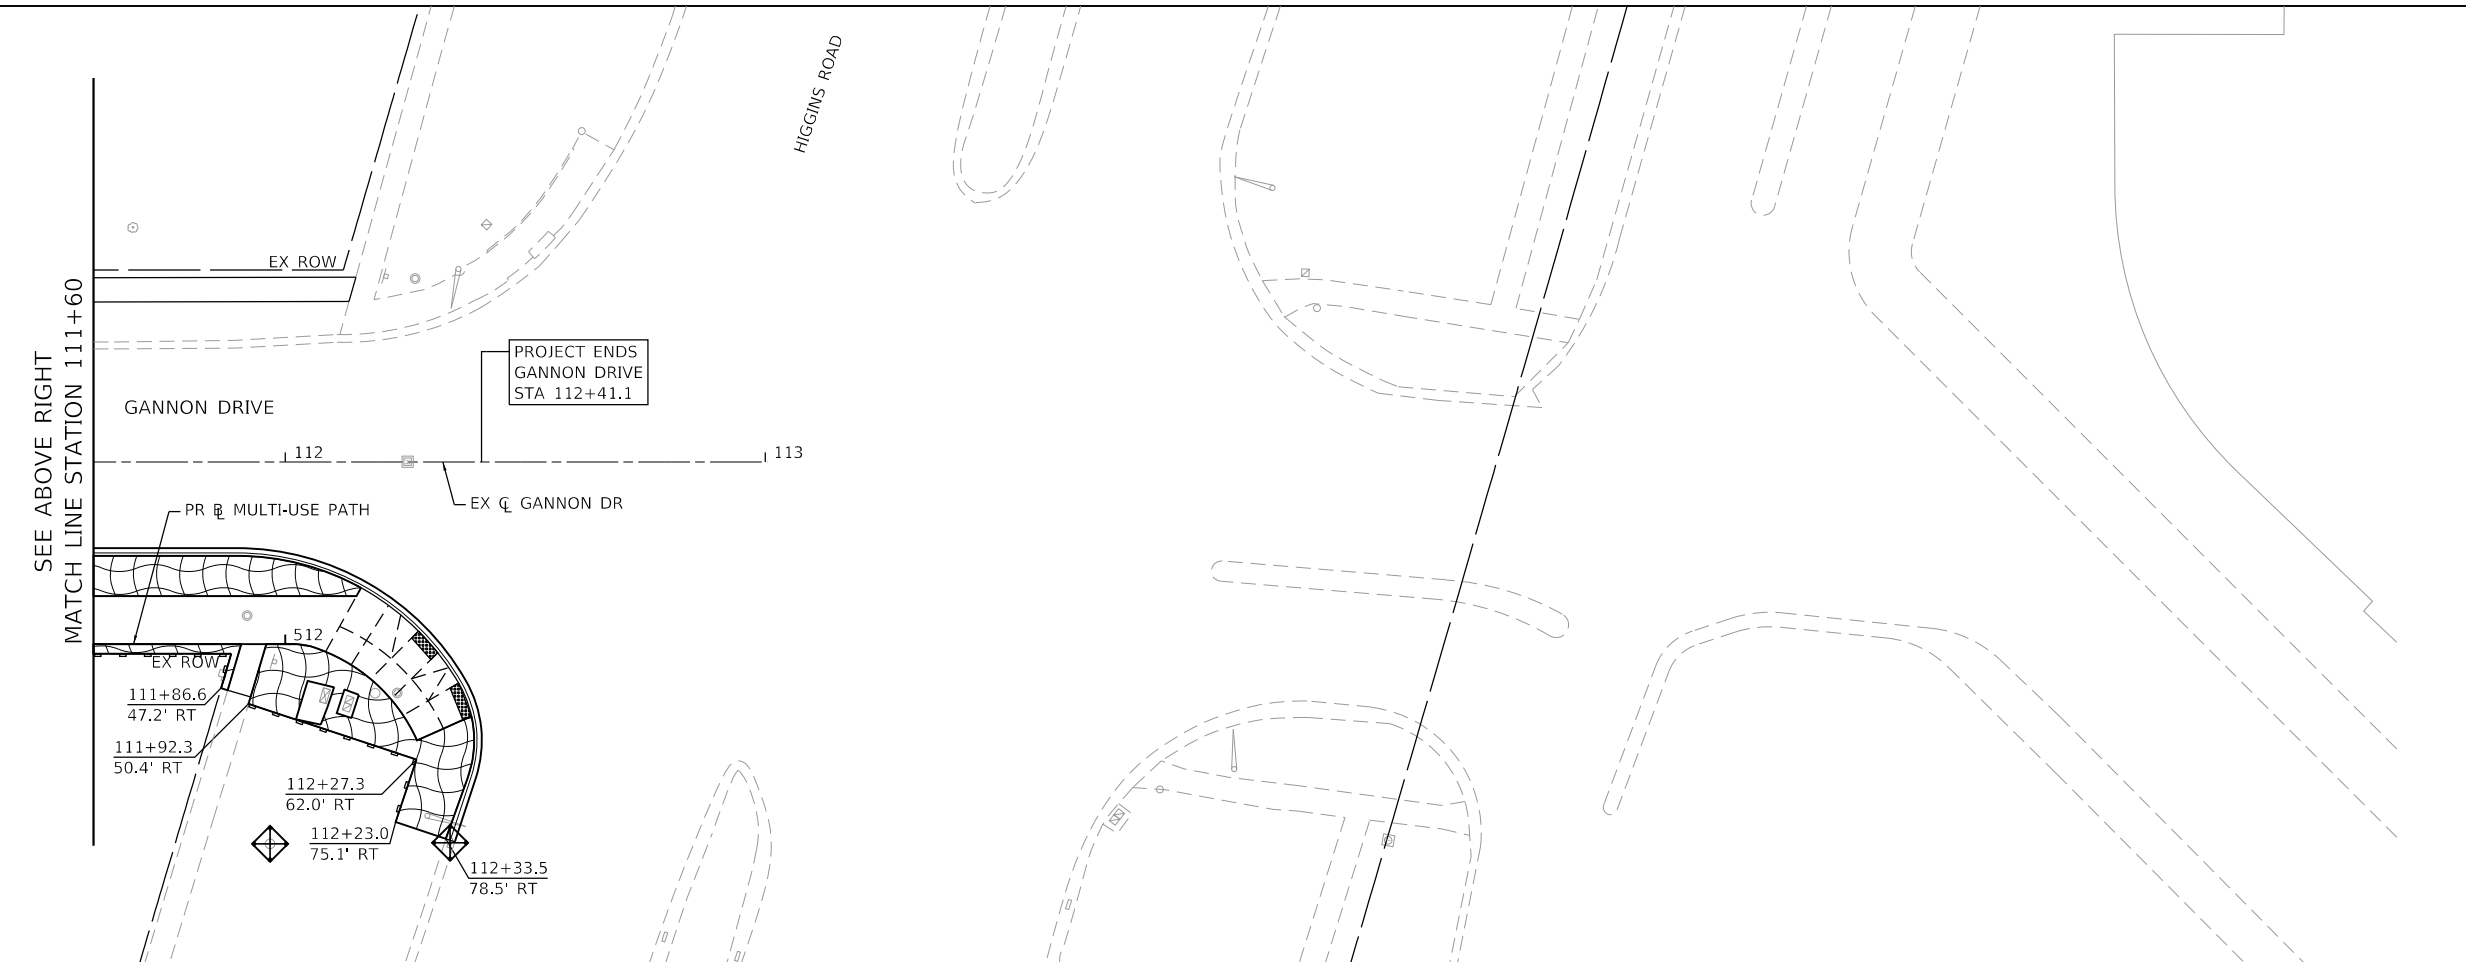 HIGGINS ROAD
EX ROW
SEE ABOVE RIGHT
MATCH LINE STATION 111+60
PROJECT ENDS
GANNON DRIVE
STA 112+41.1
GANNON DRIVE
112
113
EX ℄ GANNON DR
PR BL MULTI-USE PATH
512
EX ROW
111+86.6
47.2' RT
111+92.3
50.4' RT
112+27.3
62.0' RT
112+23.0
75.1' RT
112+33.5
78.5' RT